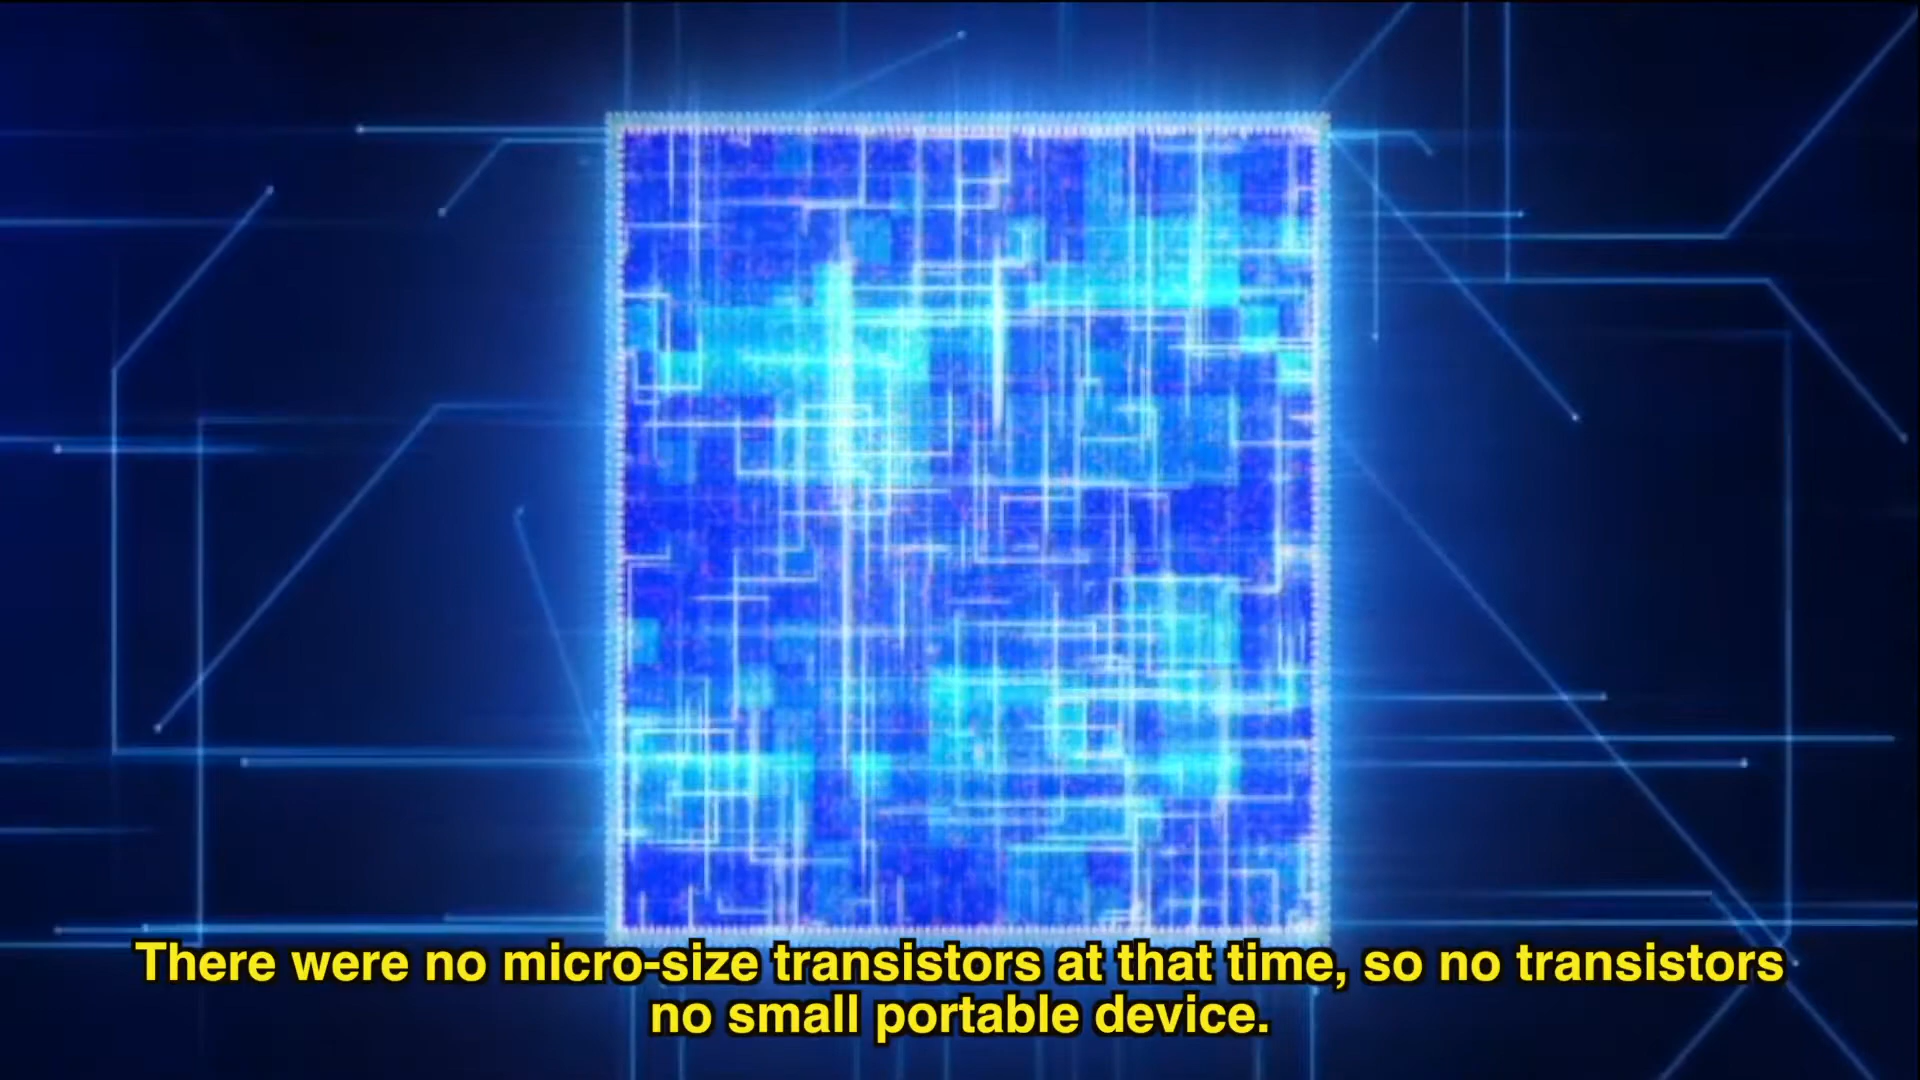 There were no micro-size transistors at that time, so no transistors
no small portable device.